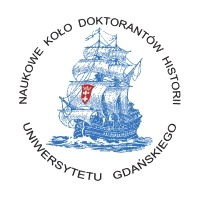 NAUKOWE KOŁO DOKTORANTÓW HISTORII
UNIWERSYTETU GDAŃSKIEGO